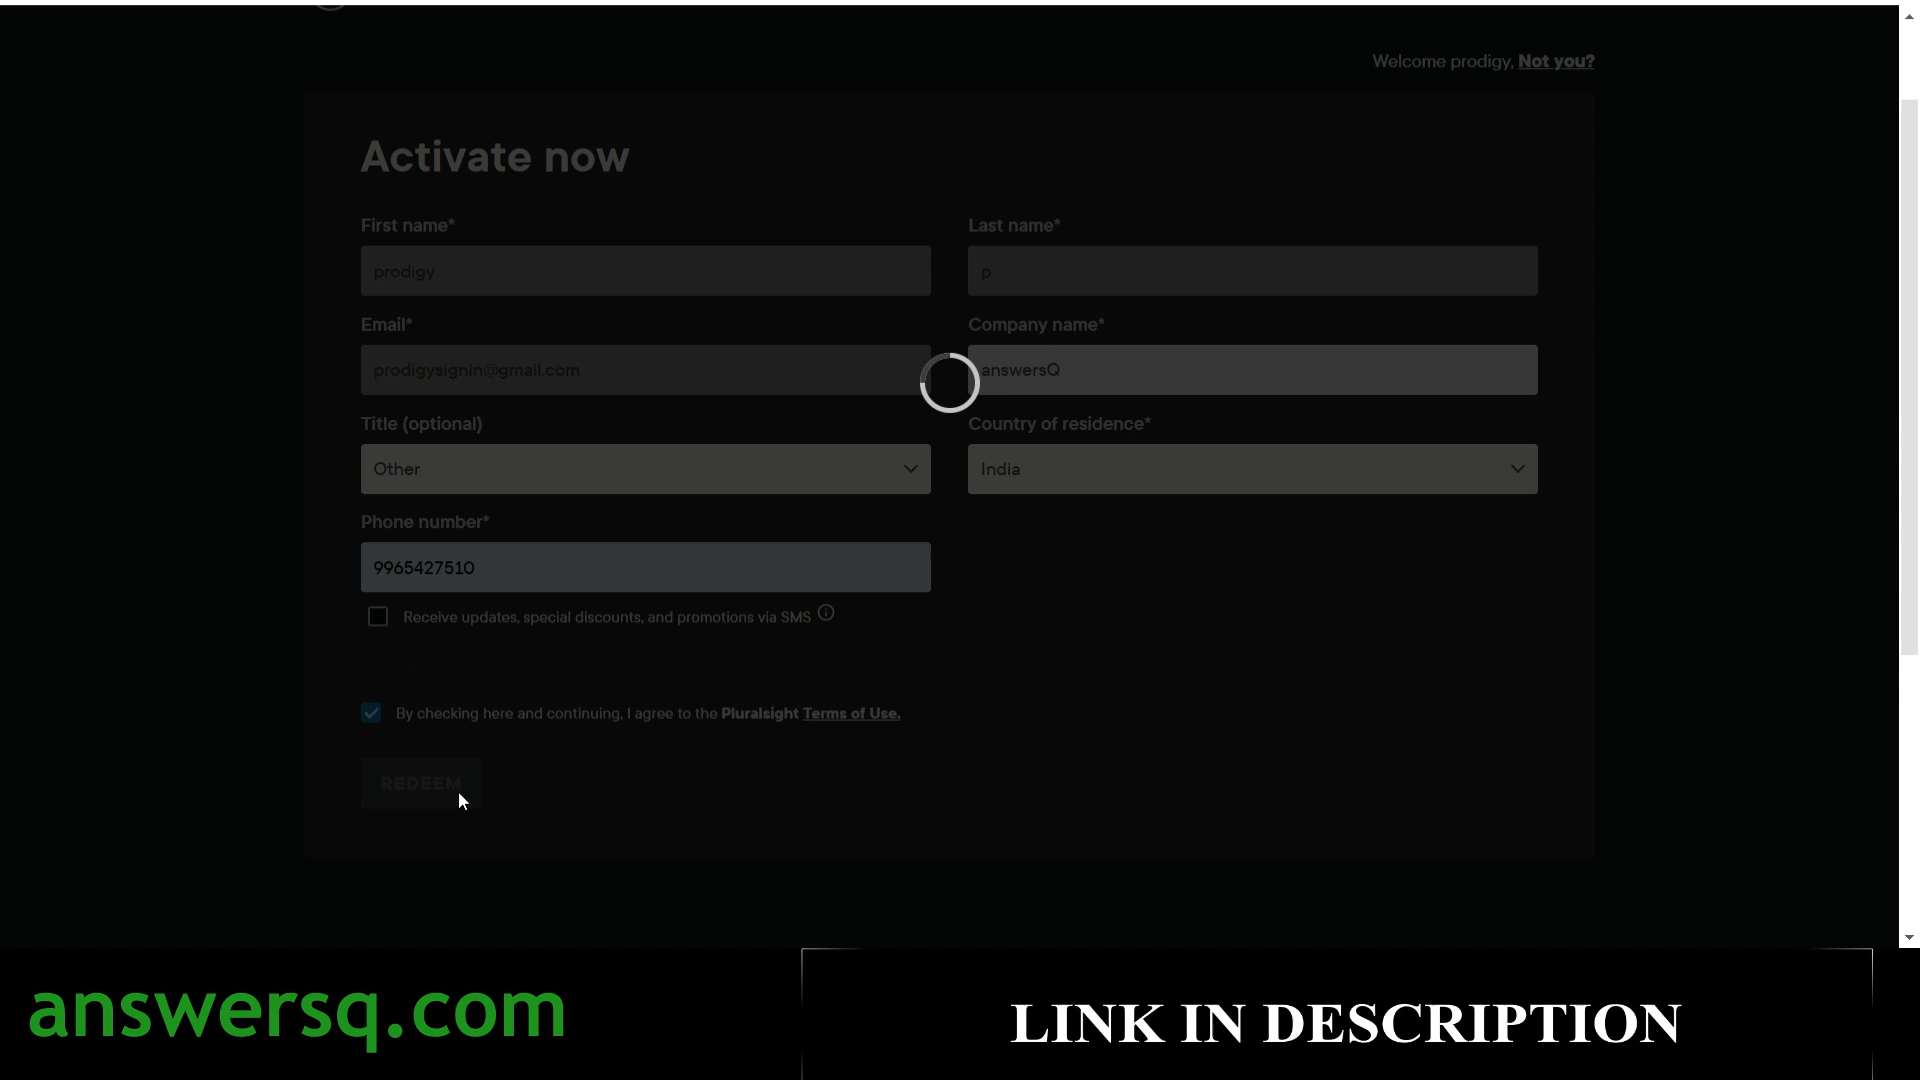 Welcome prodigy, Not you?
Activate now
First name*
Last name*
prodigy
p
Email*
Company name*
prodigysignin@gmail.com
answersQ
Title (optional)
Country of residence*
Other
India
Phone number*
9965427510
Receive updates, special discounts, and promotions via SMS
By checking here and continuing, I agree to the Pluralsight Terms of Use.
REDEEM
answersq.com
LINK IN DESCRIPTION